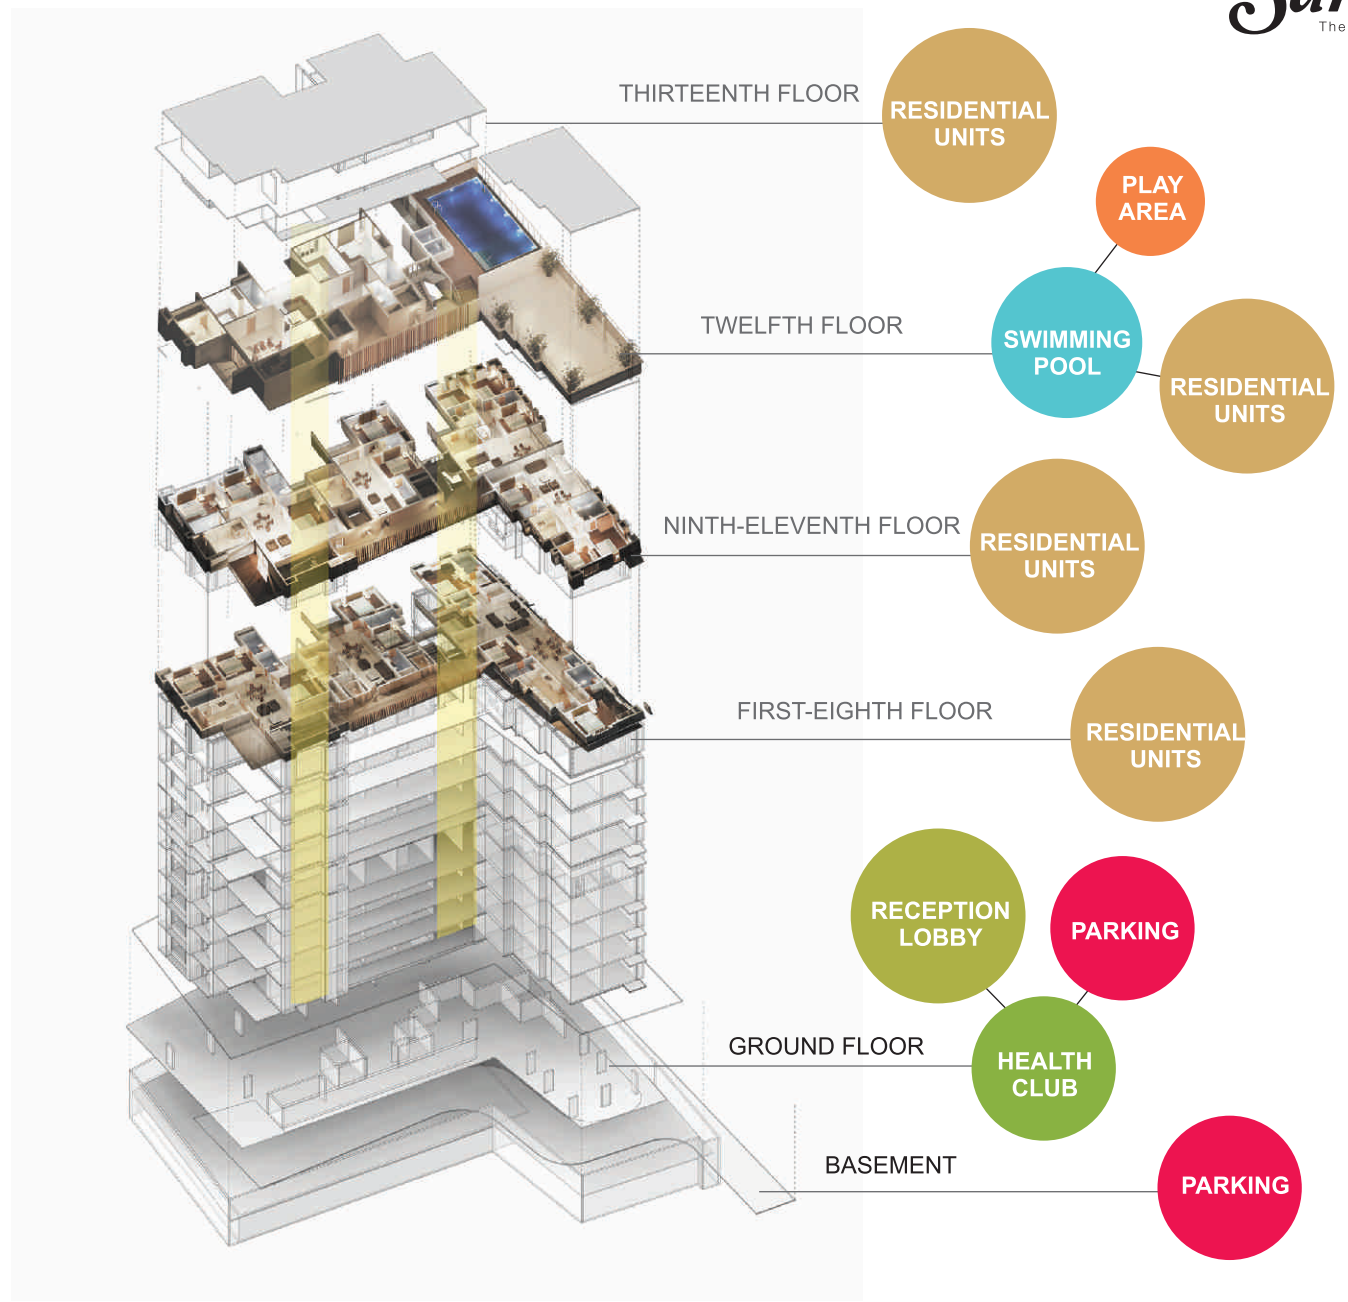 The
THIRTEENTH FLOOR
RESIDENTIAL
UNITS
PLAY
AREA
TWELFTH FLOOR
SWIMMING
POOL
RESIDENTIAL
UNITS
NINTH-ELEVENTH FLOOR
RESIDENTIAL
UNITS
FIRST-EIGHTH FLOOR
RESIDENTIAL
UNITS
RECEPTION
LOBBY
PARKING
GROUND FLOOR
HEALTH
CLUB
BASEMENT
PARKING